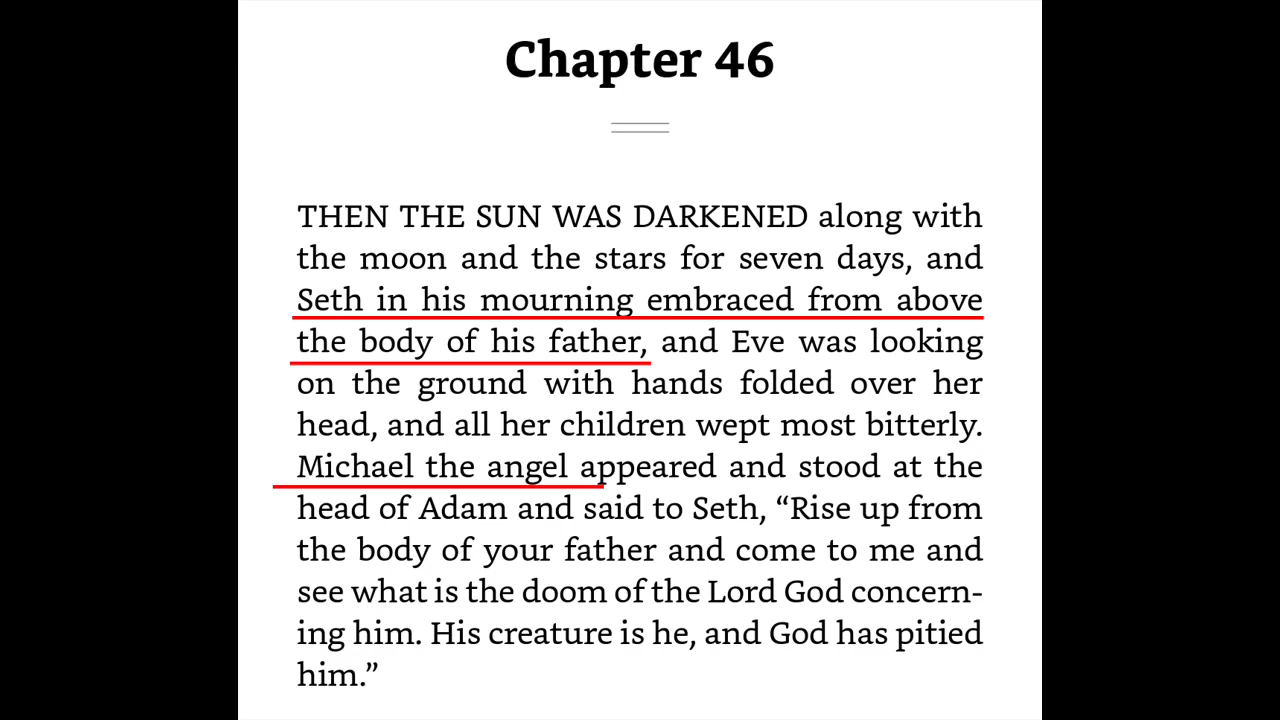 Chapter 46
THEN THE SUN WAS DARKENED along with
the moon and the stars for seven days, and
Seth in his mourning embraced from above
the body of his father, and Eve was looking
on the ground with hands folded over her
head, and all her children wept most bitterly.
Michael the angel appeared and stood at the
head of Adam and said to Seth, “Rise up from
the body of your father and come to me and
see what is the doom of the Lord God concern-
ing him. His creature is he, and God has pitied
him.”